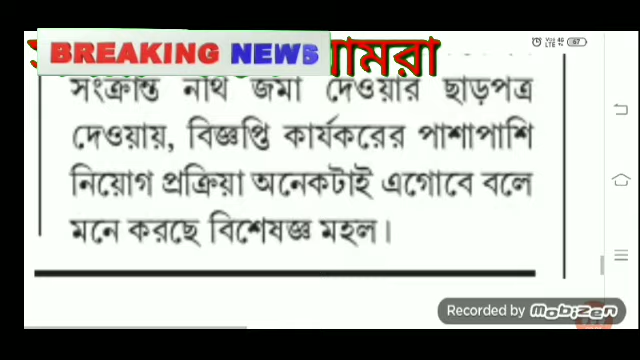 BREAKING NEWS আমরা
সংক্রান্ত নথি জমা দেওয়ার ছাড়পত্র
দেওয়ায়, বিজ্ঞপ্তি কার্যকরের পাশাপাশি
নিয়োগ প্রক্রিয়া অনেকটাই এগোবে বলে
মনে করছে বিশেষজ্ঞ মহল।
Recorded by Mobizen